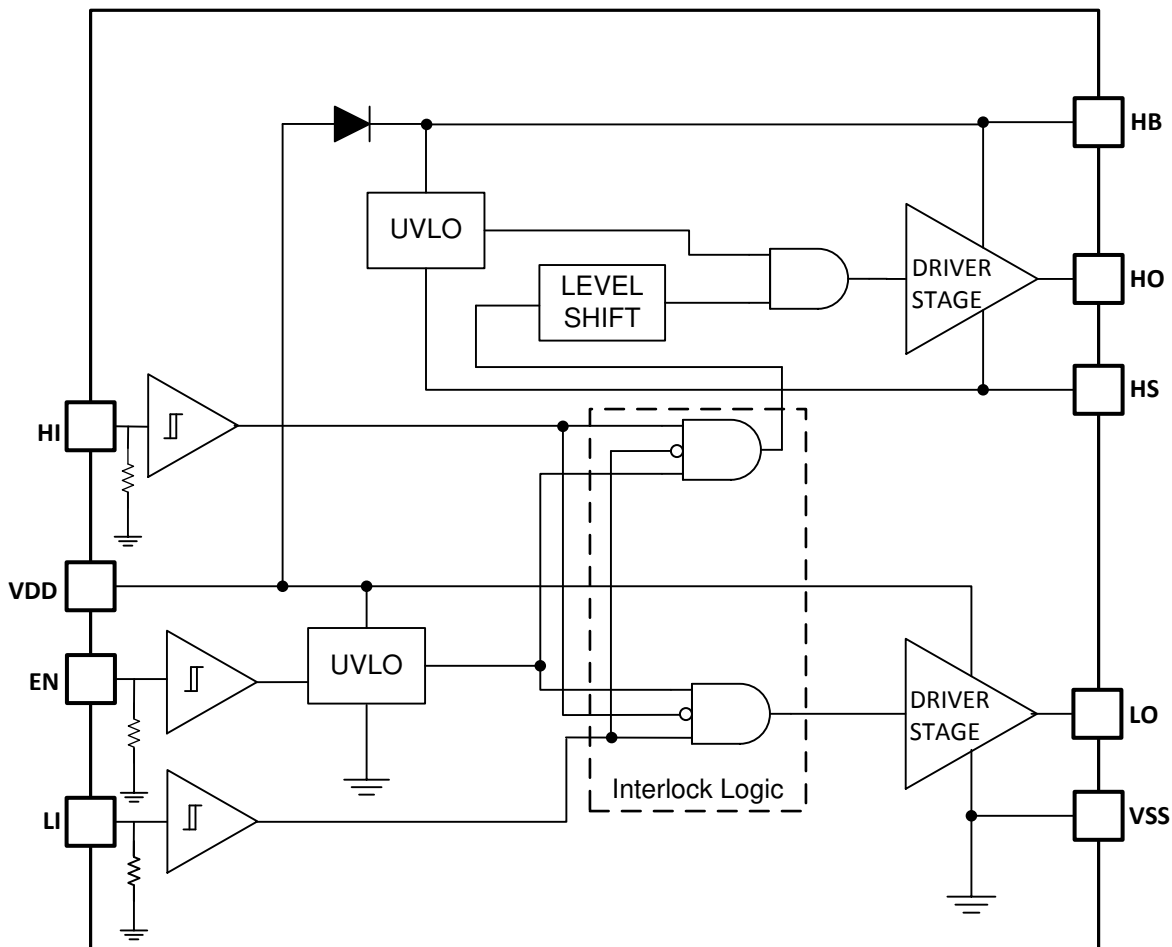 HB
UVLO
LEVEL
SHIFT
DRIVER
STAGE
HO
HS
HI
VDD
EN
UVLO
DRIVER
STAGE
LO
Interlock Logic
LI
VSS